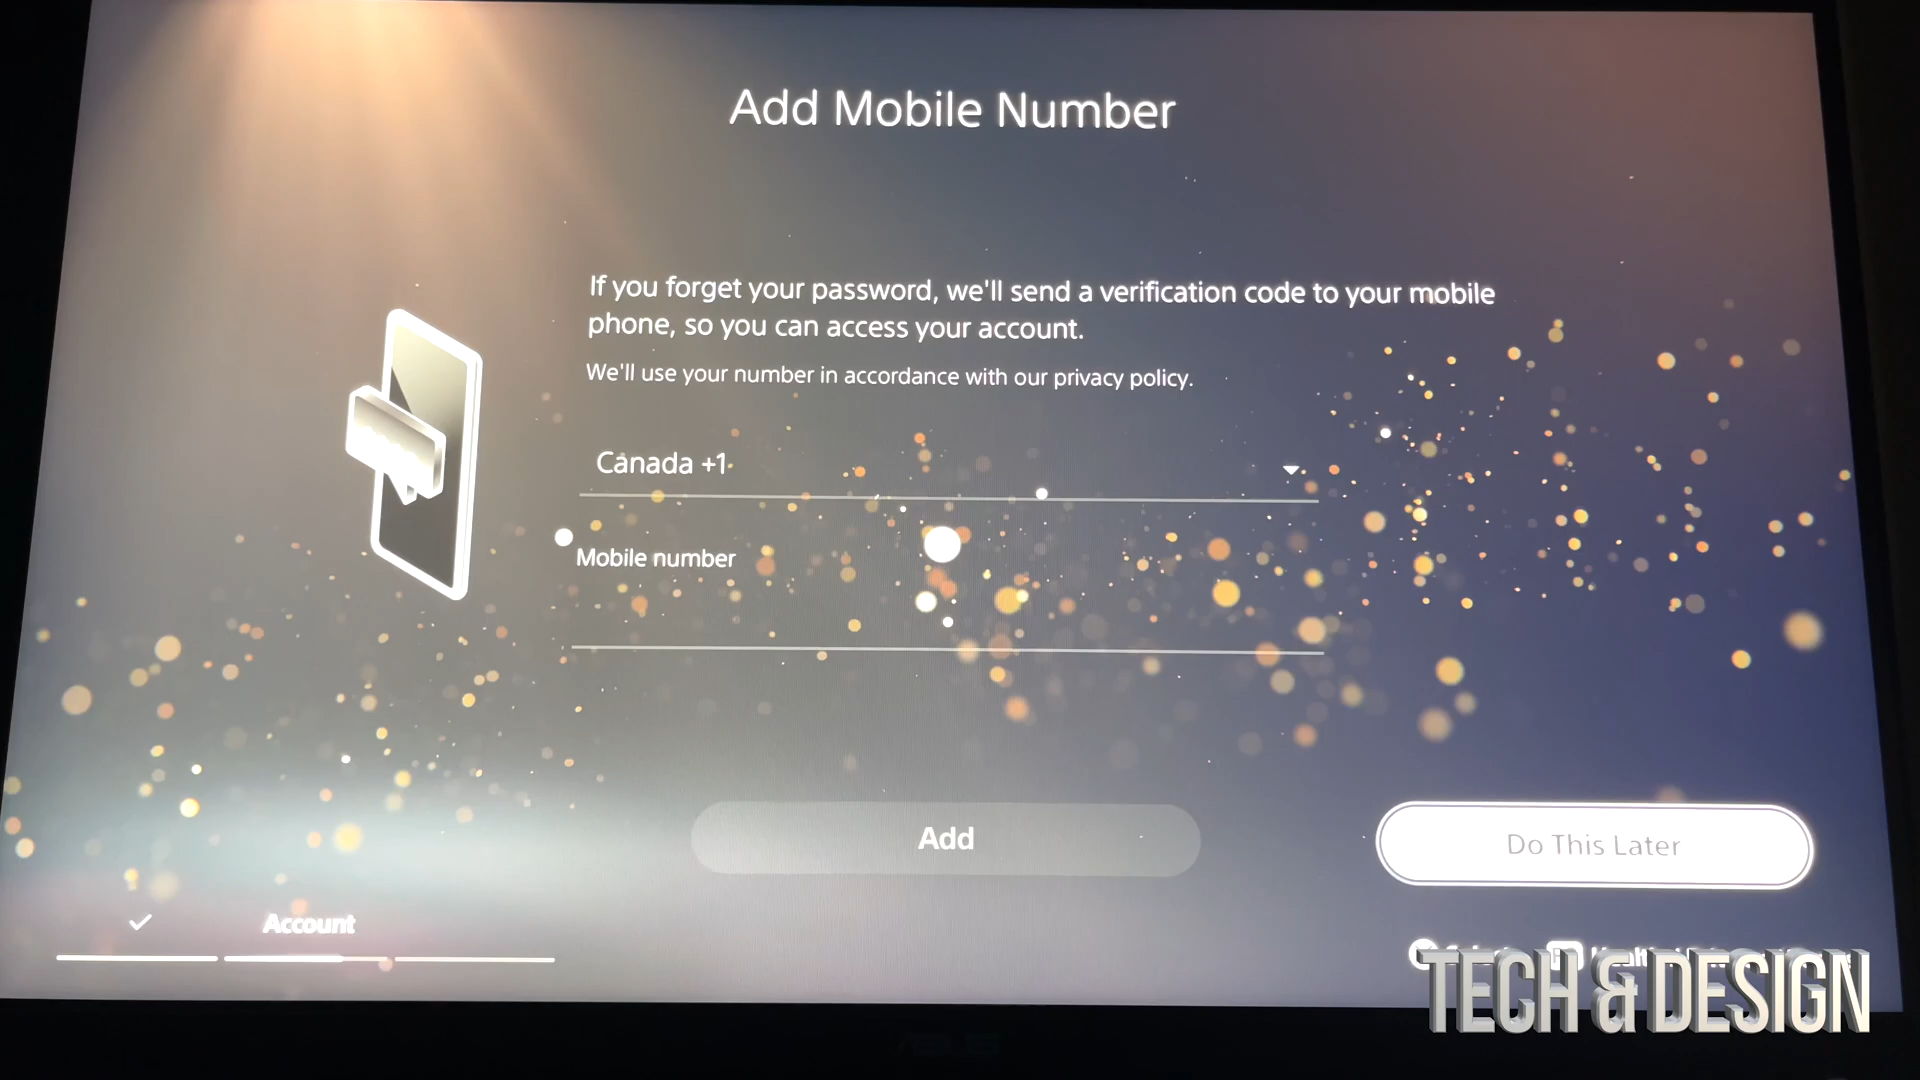 Add Mobile Number
If you forget your password, we'll send a verification code to your mobile
phone, so you can access your account.
We'll use your number in accordance with our privacy policy.
Canada +1
Mobile number
Add
Do This Later
Account
TECH & DESIGN
ASUS